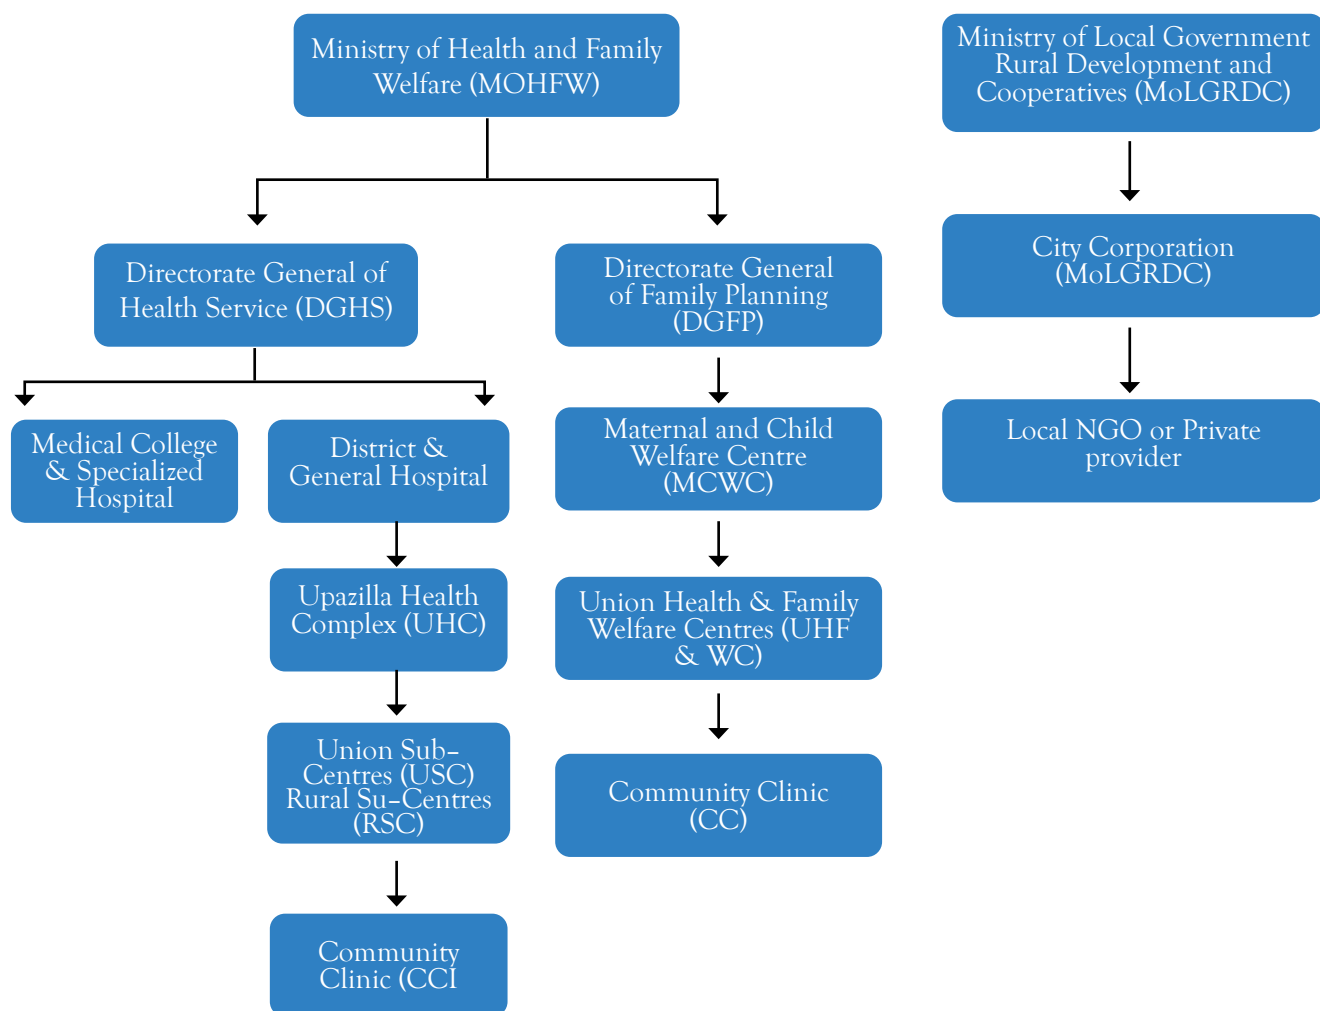 Ministry of Health and Family
Welfare (MOHFW)
Ministry of Local Government
Rural Development and
Cooperatives (MoLGRDC)
Directorate General of
Health Service (DGHS)
Directorate General
of Family Planning
(DGFP)
City Corporation
(MoLGRDC)
Medical College
& Specialized
Hospital
District &
General Hospital
Maternal and Child
Welfare Centre
(MCWC)
Local NGO or Private
provider
Upazilla Health
Complex (UHC)
Union Health & Family
Welfare Centres (UHF
& WC)
Union Sub-
Centres (USC)
Rural Su-Centres
(RSC)
Community Clinic
(CC)
Community
Clinic (CCI